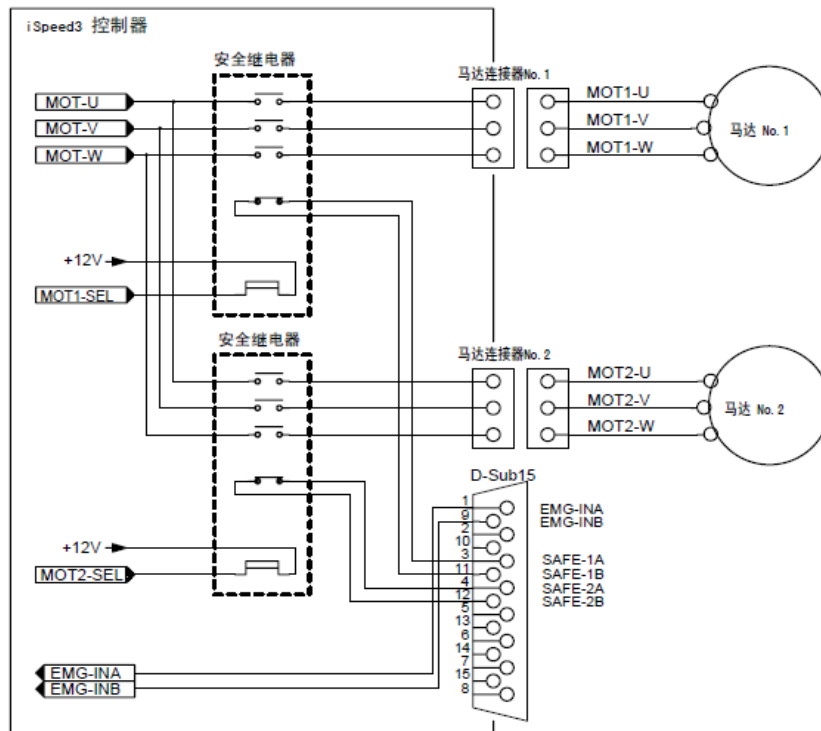 iSpeed3 控制器
安全继电器
马达连接器No.1
MOT-U
MOT-V
MOT-W
MOT1-U
MOT1-V
MOT1-W
马达 No.1
+12V
MOT1-SEL
安全继电器
马达连接器No.2
MOT2-U
MOT2-V
MOT2-W
马达 No.2
+12V
MOT2-SEL
D-Sub15
1
9
2
10
3
11
4
12
5
13
6
14
7
15
8
EMG-INA
EMG-INB
SAFE-1A
SAFE-1B
SAFE-2A
SAFE-2B
EMG-INA
EMG-INB